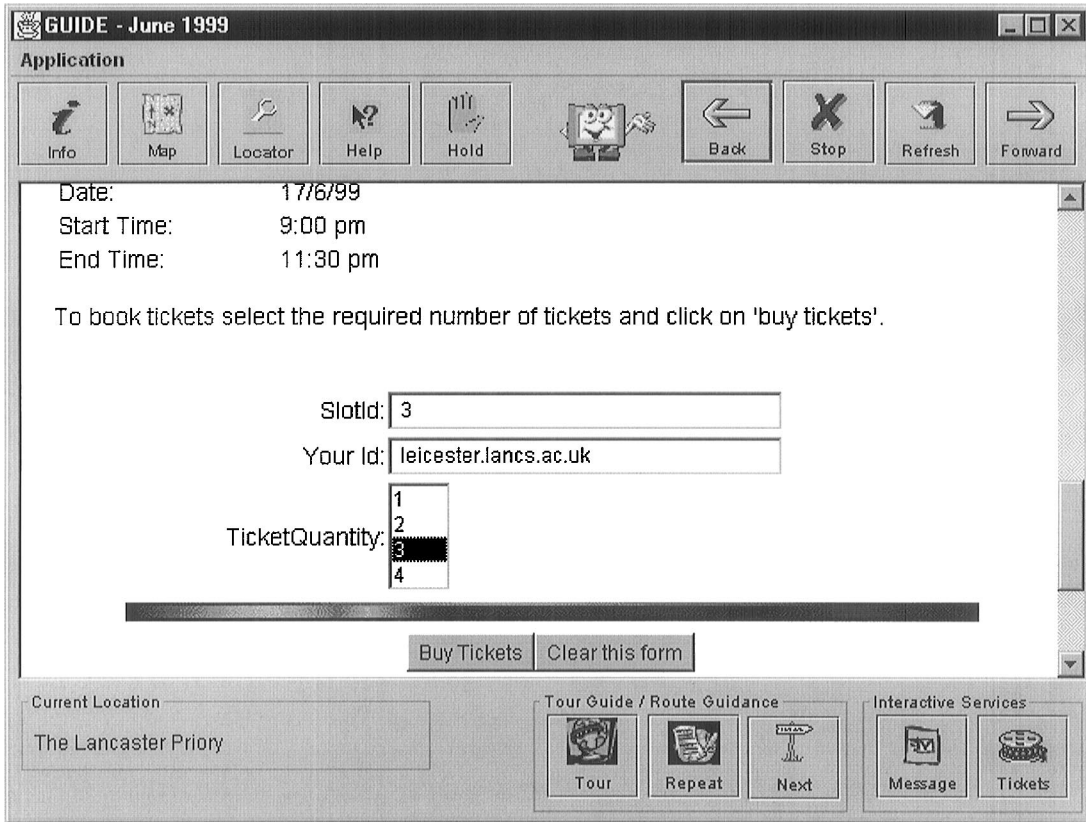 GUIDE - June 1999
Application
Info Map Locator Help Hold Back Stop Refresh Forward
Date: 17/6/99
Start Time: 9:00 pm
End Time: 11:30 pm
To book tickets select the required number of tickets and click on 'buy tickets'.
SlotId: 3
Your Id: leicester.lancs.ac.uk
TicketQuantity:
1
2
3
4
Buy Tickets Clear this form
Current Location
The Lancaster Priory
Tour Guide / Route Guidance
Tour Repeat Next
Interactive Services
Message Tickets